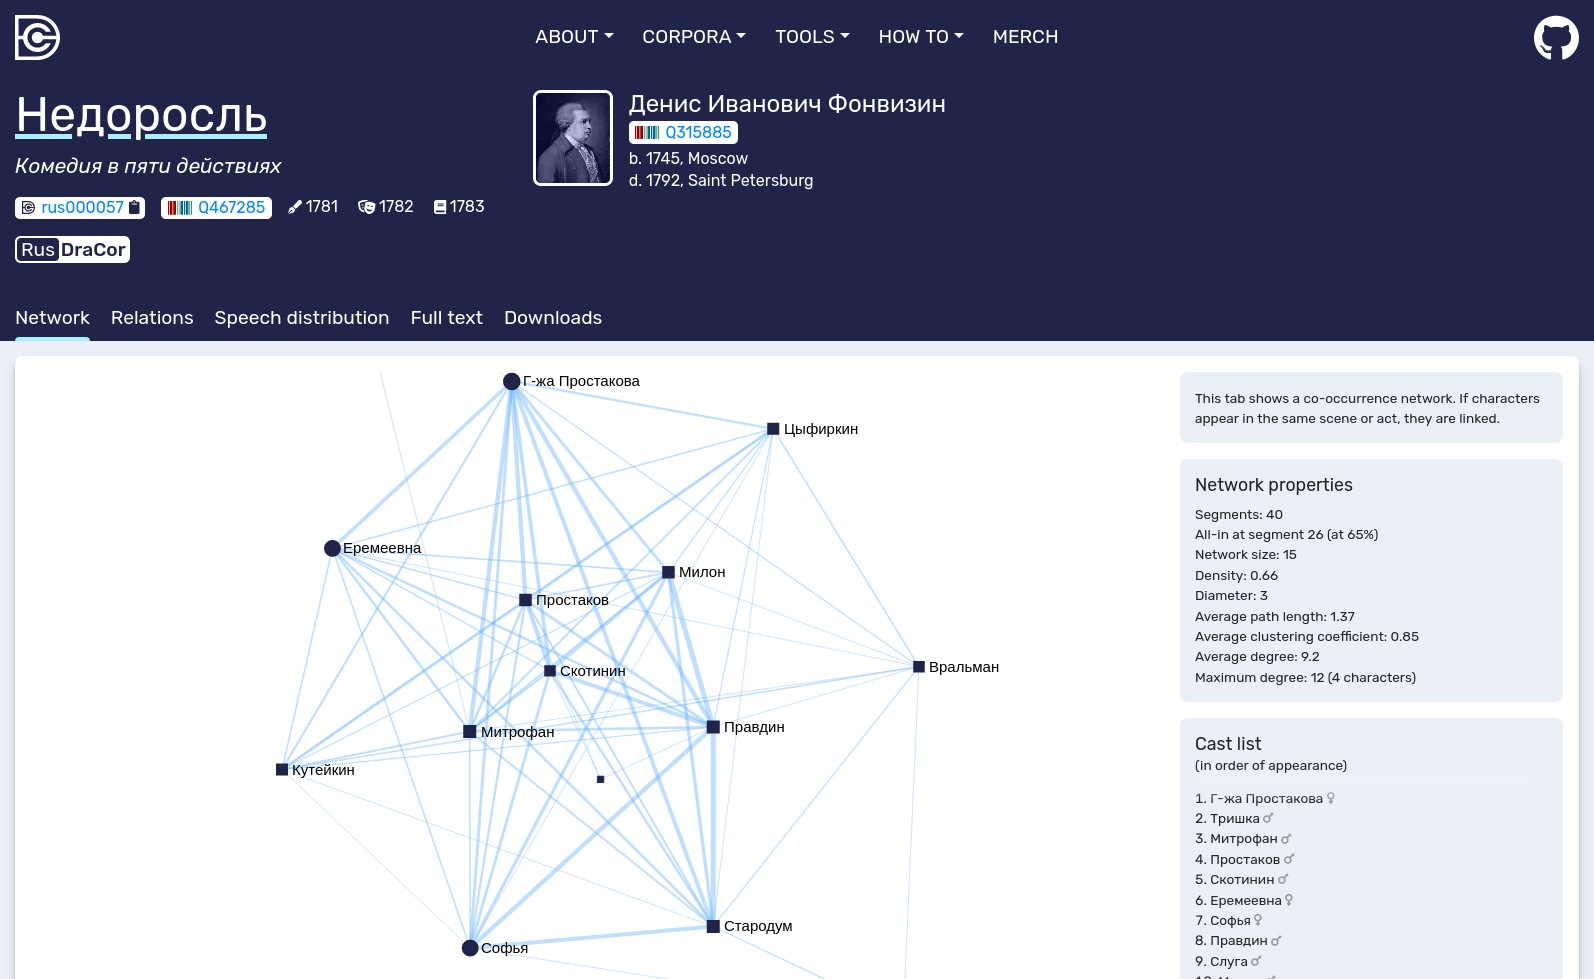 ABOUT CORPORA TOOLS HOW TO MERCH
Недоросль
Комедия в пяти действиях
rus000057 Q467285 1781 1782 1783
Rus DraCor
Денис Иванович Фонвизин
Q315885
b. 1745, Moscow
d. 1792, Saint Petersburg
Network Relations Speech distribution Full text Downloads
Г-жа Простакова
Цыфиркин
Еремеевна
Милон
Простаков
Скотинин
Вральман
Правдин
Митрофан
Кутейкин
Стародум
Софья
This tab shows a co-occurrence network. If characters
appear in the same scene or act, they are linked.
Network properties
Segments: 40
All-in at segment 26 (at 65%)
Network size: 15
Density: 0.66
Diameter: 3
Average path length: 1.37
Average clustering coefficient: 0.85
Average degree: 9.2
Maximum degree: 12 (4 characters)
Cast list
(in order of appearance)
1. Г-жа Простакова ♀
2. Тришка ♂
3. Митрофан ♂
4. Простаков ♂
5. Скотинин ♂
6. Еремеевна ♀
7. Софья ♀
8. Правдин ♂
9. Слуга ♂